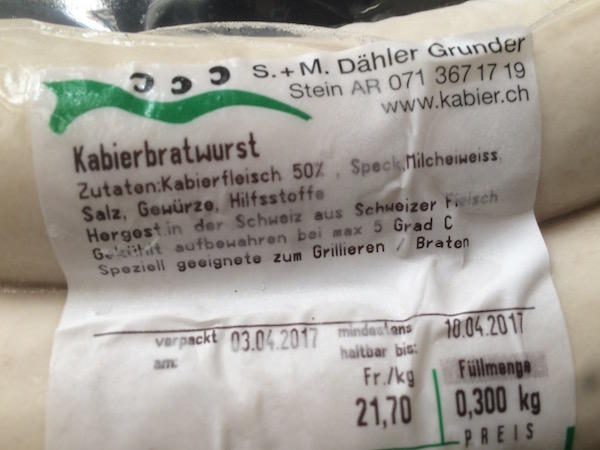 S.+M. Dähler Grunder
Stein AR 071 367 17 19
www.kabier.ch
Kabierbratwurst
Zutaten:Kabierfleisch 50% , Speck,Milcheiweiss,
Salz, Gewürze, Hilfsstoffe
Hergest.in der Schweiz aus Schweizer Fleisch
Gekühlt aufbewahren bei max 5 Grad C
Speziell geeignete zum Grillieren / Braten
verpackt am: 03.04.2017 mindestens haltbar bis: 18.04.2017
Fr./kg Füllmenge
21,70 0,300 kg
PREIS